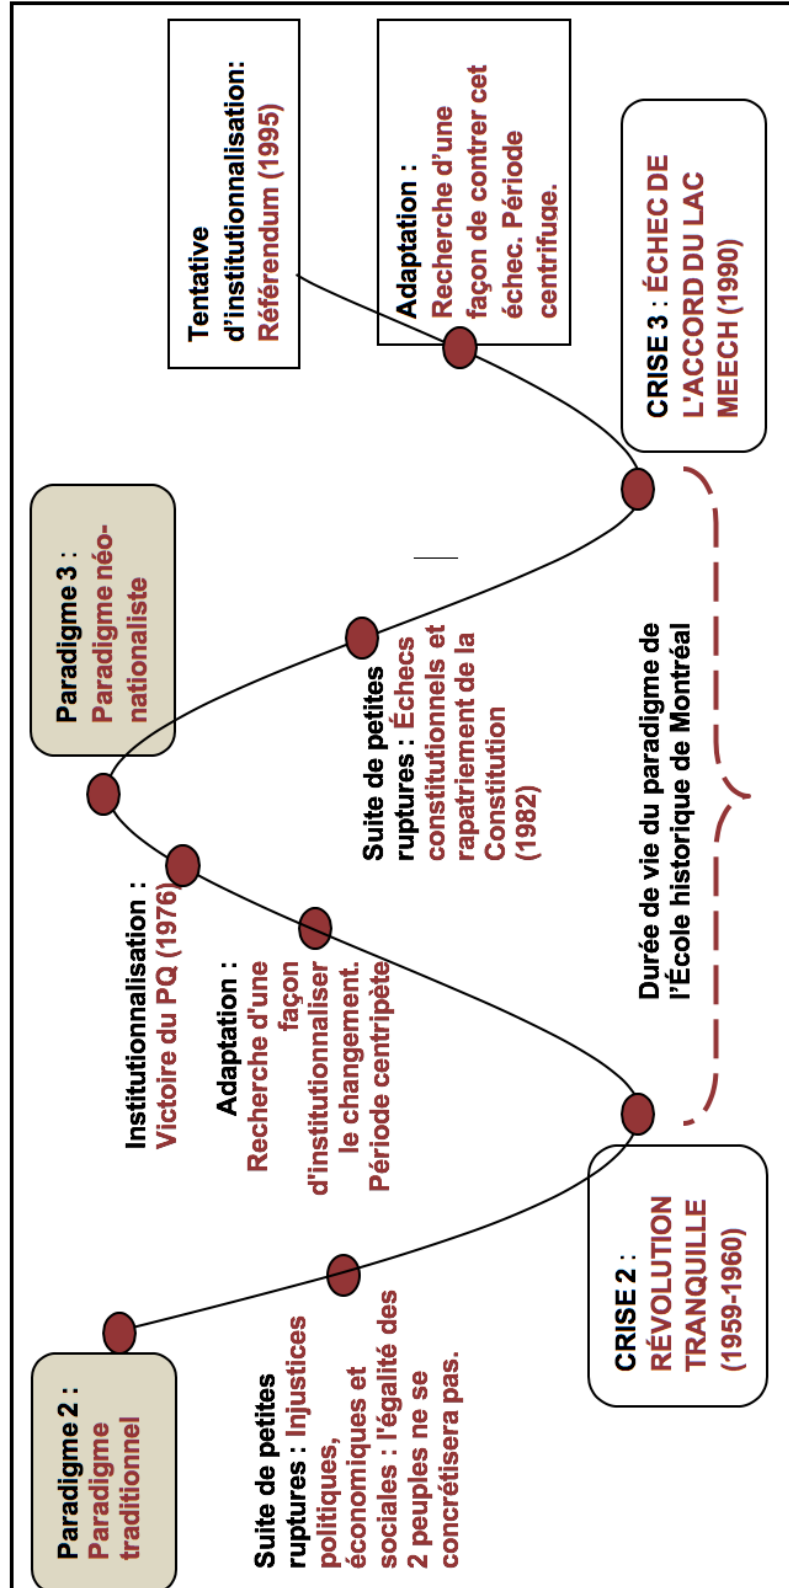 Paradigme 2 :
Paradigme
traditionnel
Suite de petites
ruptures : Injustices
politiques,
économiques et
sociales : l'égalité des
2 peuples ne se
concrétisera pas.
CRISE 2 :
RÉVOLUTION
TRANQUILLE
(1959-1960)
Adaptation :
Recherche d'une
façon
d'institutionnaliser
le changement.
Période centripète
Institutionnalisation :
Victoire du PQ (1976)
Paradigme 3 :
Paradigme néo-
nationaliste
Suite de petites
ruptures : Échecs
constitutionnels et
rapatriement de la
Constitution
(1982)
CRISE 3 : ÉCHEC DE
L'ACCORD DU LAC
MEECH (1990)
Adaptation :
Recherche d’une
façon de contrer cet
échec. Période
centrifuge.
Tentative
d’institutionnalisation:
Référendum (1995)
Durée de vie du paradigme de
l’École historique de Montréal